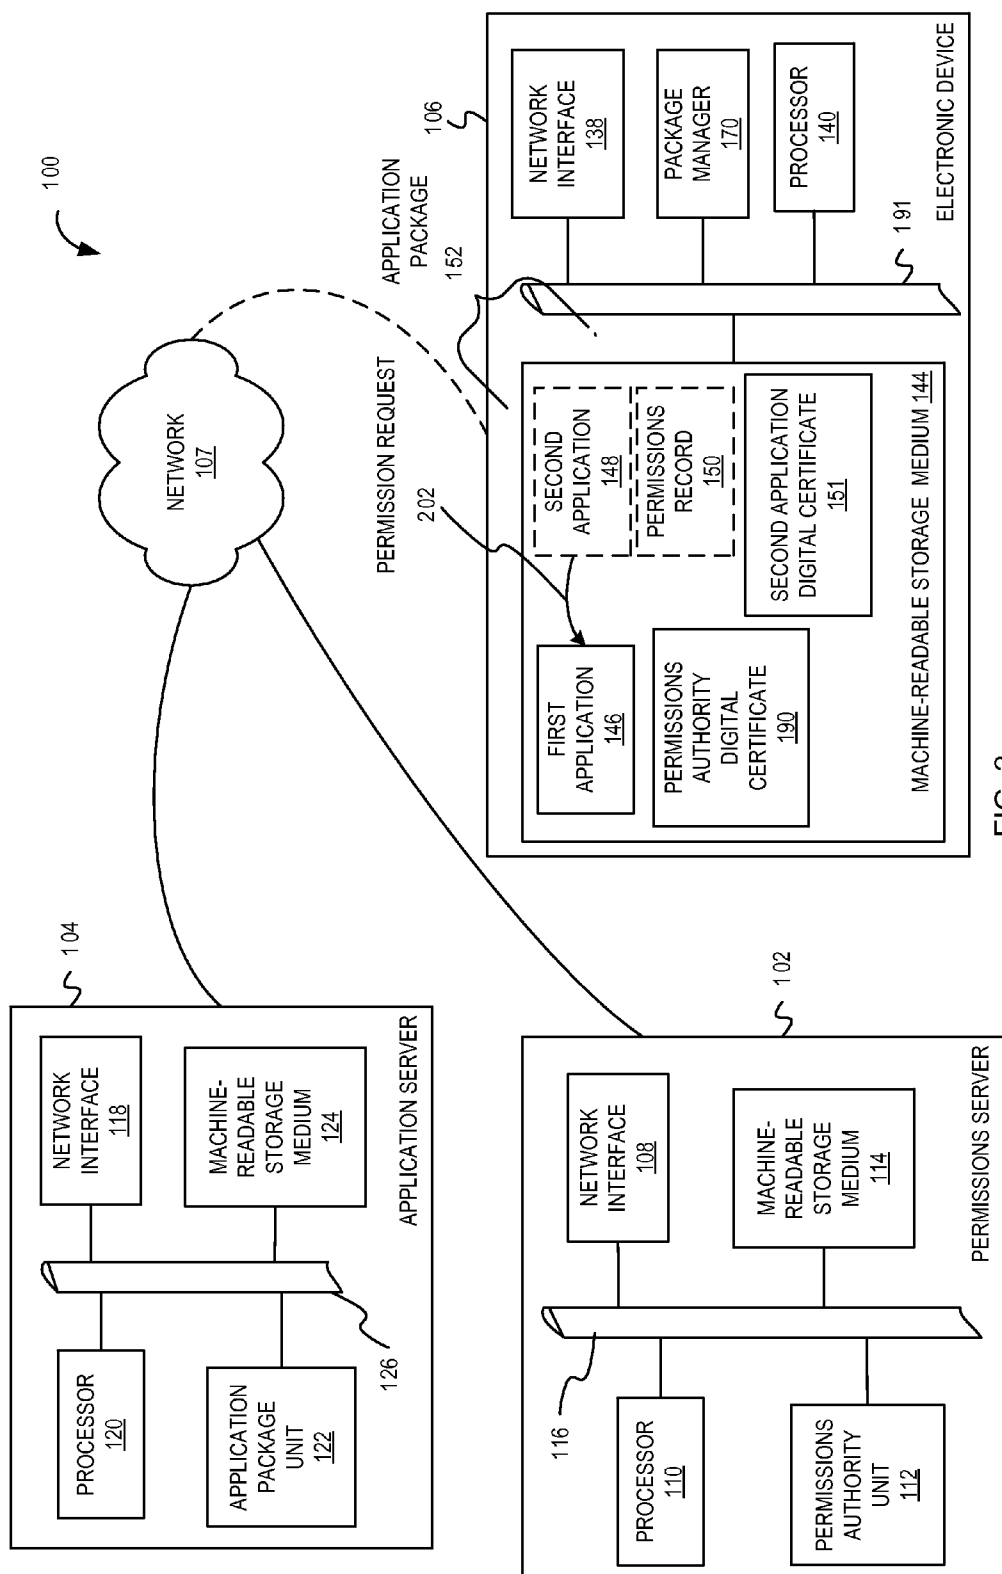 100
104
NETWORK
INTERFACE
118
PROCESSOR
120
MACHINE-
READABLE
STORAGE
MEDIUM
124
APPLICATION
PACKAGE
UNIT
122
126
APPLICATION SERVER
NETWORK
107
PERMISSION REQUEST
202
APPLICATION
PACKAGE
152
106
116
NETWORK
INTERFACE
108
PROCESSOR
110
MACHINE-
READABLE
STORAGE
MEDIUM
114
PERMISSIONS
AUTHORITY
UNIT
112
102
PERMISSIONS SERVER
FIRST
APPLICATION
146
SECOND
APPLICATION
148
PERMISSIONS
RECORD
150
PERMISSIONS
AUTHORITY
DIGITAL
CERTIFICATE
190
SECOND APPLICATION
DIGITAL CERTIFICATE
151
MACHINE-READABLE STORAGE MEDIUM 144
NETWORK
INTERFACE
138
PACKAGE
MANAGER
170
PROCESSOR
140
191
ELECTRONIC DEVICE
FIG.